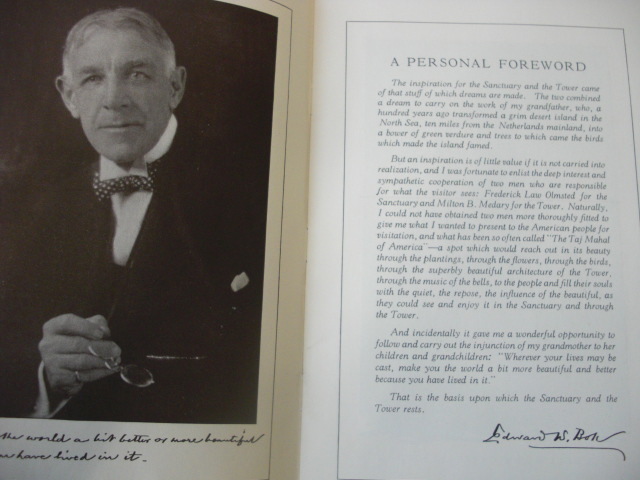 the world a bit better or more beautiful
have lived in it.
A PERSONAL FOREWORD
The inspiration for the Sanctuary and the Tower came
of that stuff of which dreams are made. The two combined
a dream to carry on the work of my grandfather, who, a
hundred years ago transformed a grim desert island in the
North Sea, ten miles from the Netherlands mainland, into
a bower of green verdure and trees to which came the birds
which made the island famed.
But an inspiration is of little value if it is not carried into
realization, and I was fortunate to enlist the deep interest and
sympathetic cooperation of two men who are responsible
for what the visitor sees: Frederick Law Olmsted for the
Sanctuary and Milton B. Medary for the Tower. Naturally,
I could not have obtained two men more thoroughly fitted to
give me what I wanted to present to the American people for
visitation, and what has been so often called "The Taj Mahal
of America"—a spot which would reach out in its beauty
through the plantings, through the flowers, through the birds,
through the superbly beautiful architecture of the Tower,
through the music of the bells, to the people and fill their souls
with the quiet, the repose, the influence of the beautiful, as
they could see and enjoy it in the Sanctuary and through
the Tower.
And incidentally it gave me a wonderful opportunity to
follow and carry out the injunction of my grandmother to her
children and grandchildren: "Wherever your lives may be
cast, make you the world a bit more beautiful and better
because you have lived in it."
That is the basis upon which the Sanctuary and the
Tower rests.
Edward W. Bok